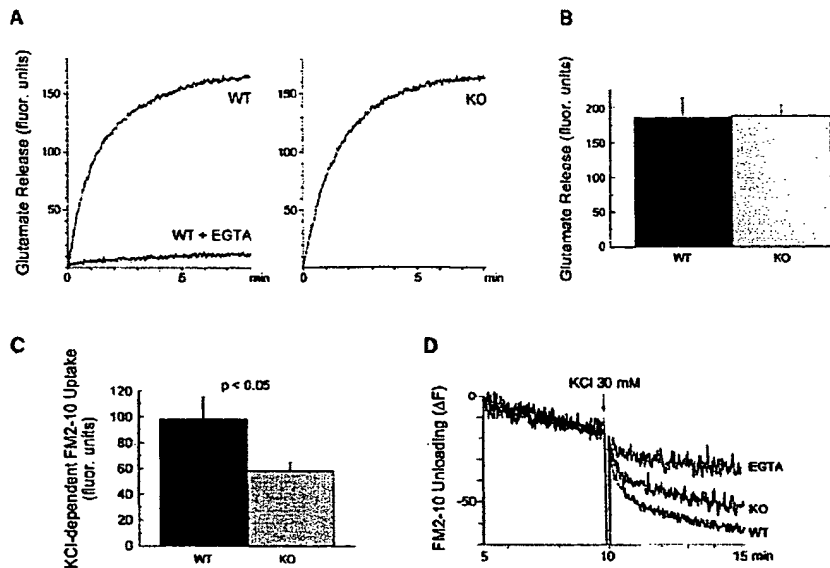 A
B
Glutamate Release (fluor. units)
150
100
50
WT
WT + EGTA
0
5
min
150
100
50
KO
0
5
min
Glutamate Release (fluor. units)
200
150
100
50
0
WT
KO
C
D
KCl-dependent FM2-10 Uptake
(fluor. units)
120
100
80
60
40
20
0
p < 0.05
WT
KO
FM2-10 Unloading (ΔF)
KCl 30 mM
0
-50
EGTA
KO
WT
5
10
15 min